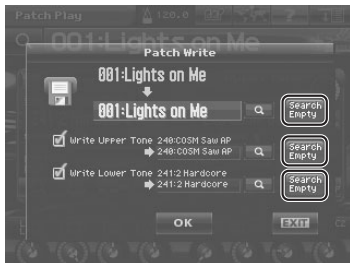 Patch Play 120.0
001:Lights on Me
Patch Write
001:Lights on Me
001:Lights on Me
Search
Empty
Write Upper Tone 240:COSM Saw AP
240:COSM Saw AP
Search
Empty
Write Lower Tone 241:2 Hardcore
241:2 Hardcore
Search
Empty
OK
EXIT